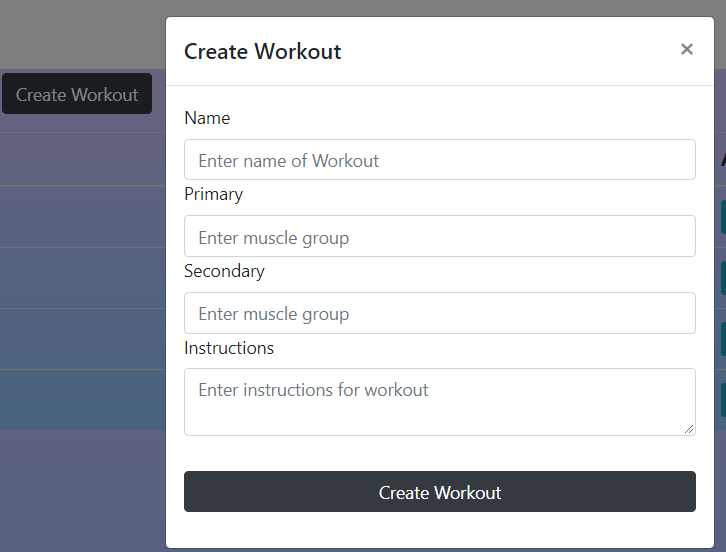 Create Workout
×
Create Workout
Name
Enter name of Workout
Primary
Enter muscle group
Secondary
Enter muscle group
Instructions
Enter instructions for workout
Create Workout